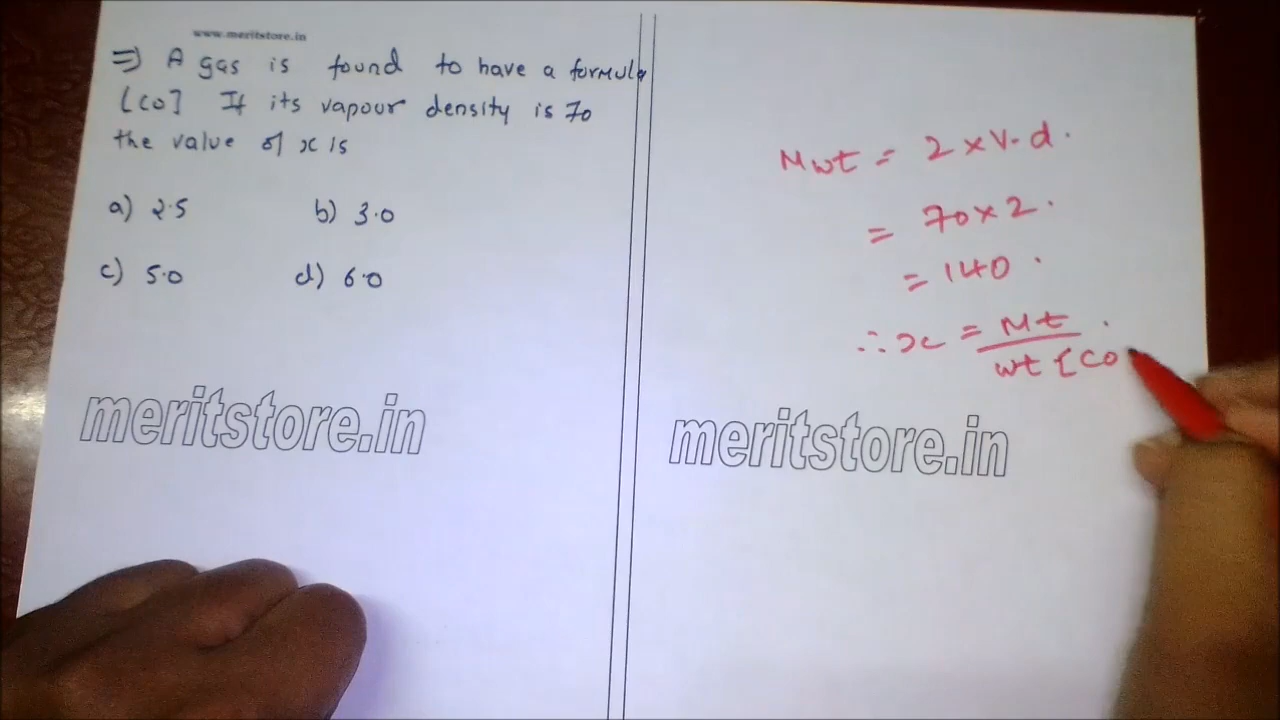 www.meritstore.in
=) A gas is found to have a formula
[CO] If its vapour density is 70
the value of x is
a) 2.5 b) 3.0
c) 5.0 d) 6.0
meritstore.in
Mwt = 2 x V.d.
= 70 x 2.
= 140.
∴ x = Mt
wt [CO
meritstore.in